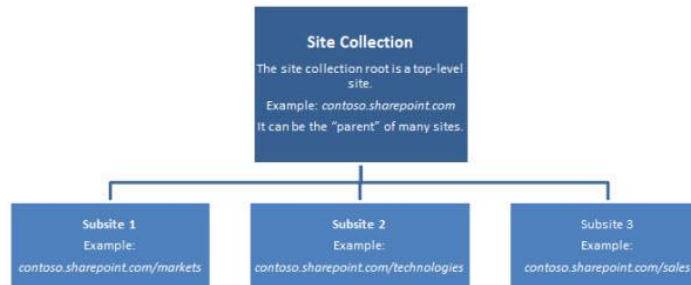 Site Collection
The site collection root is a top-level
site.
Example: contoso.sharepoint.com
It can be the “parent” of many sites.
Subsite 1
Example:
contoso.sharepoint.com/markets
Subsite 2
Example:
contoso.sharepoint.com/technologies
Subsite 3
Example:
contoso.sharepoint.com/sales